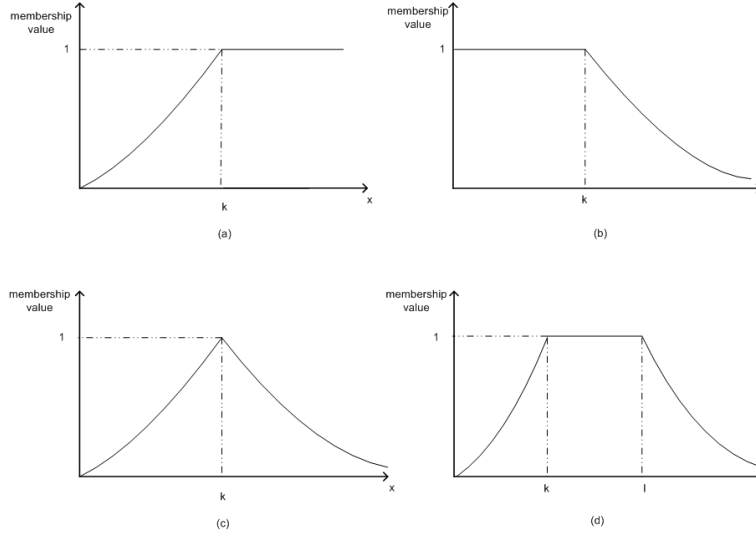 membership
value
1
k
x
(a)
membership
value
1
k
(b)
membership
value
1
k
x
(c)
membership
value
1
k
l
(d)